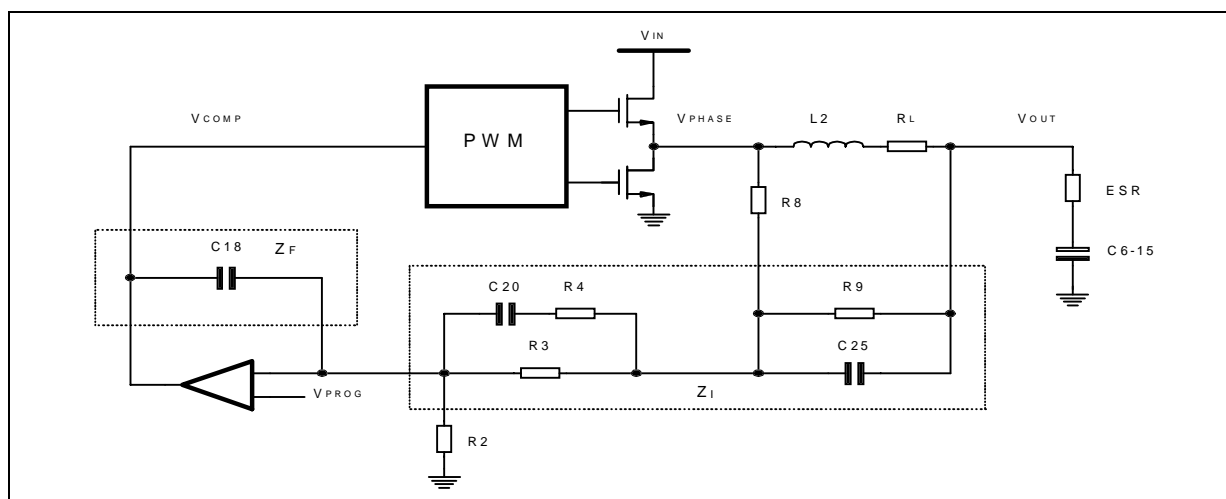 VIN
VCOMP
PWM
VPHASE
L2
RL
VOUT
R8
ESR
C18
ZF
C6-15
C20
R4
R9
R3
C25
VPROG
ZI
R2